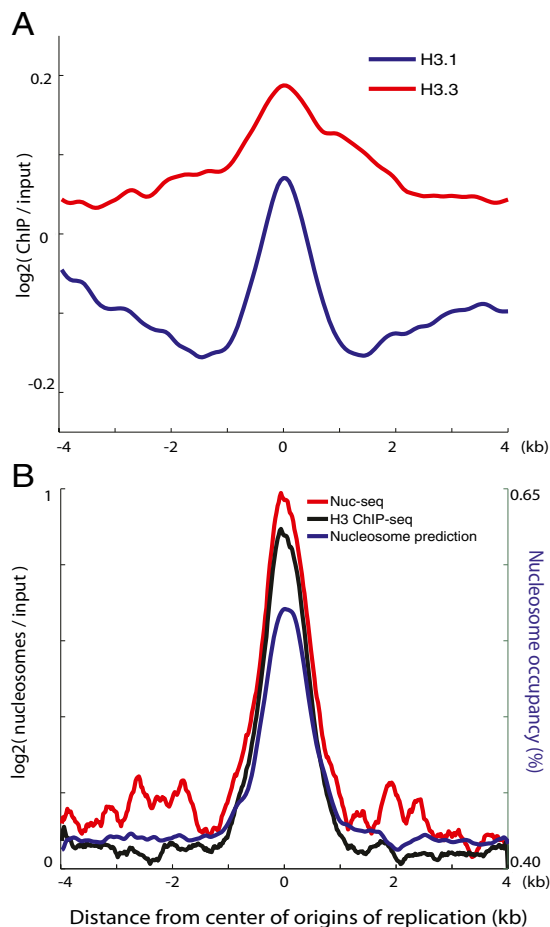 A
H3.1
H3.3
log2( ChIP / input )
0.2
0
-0.2
-4
-2
0
2
4
(kb)
B
Nuc-seq
H3 ChIP-seq
Nucleosome prediction
log2( nucleosomes / input )
1
0
0.65
0.40
Nucleosome occupancy (%)
-4
-2
0
2
4
(kb)
Distance from center of origins of replication (kb)